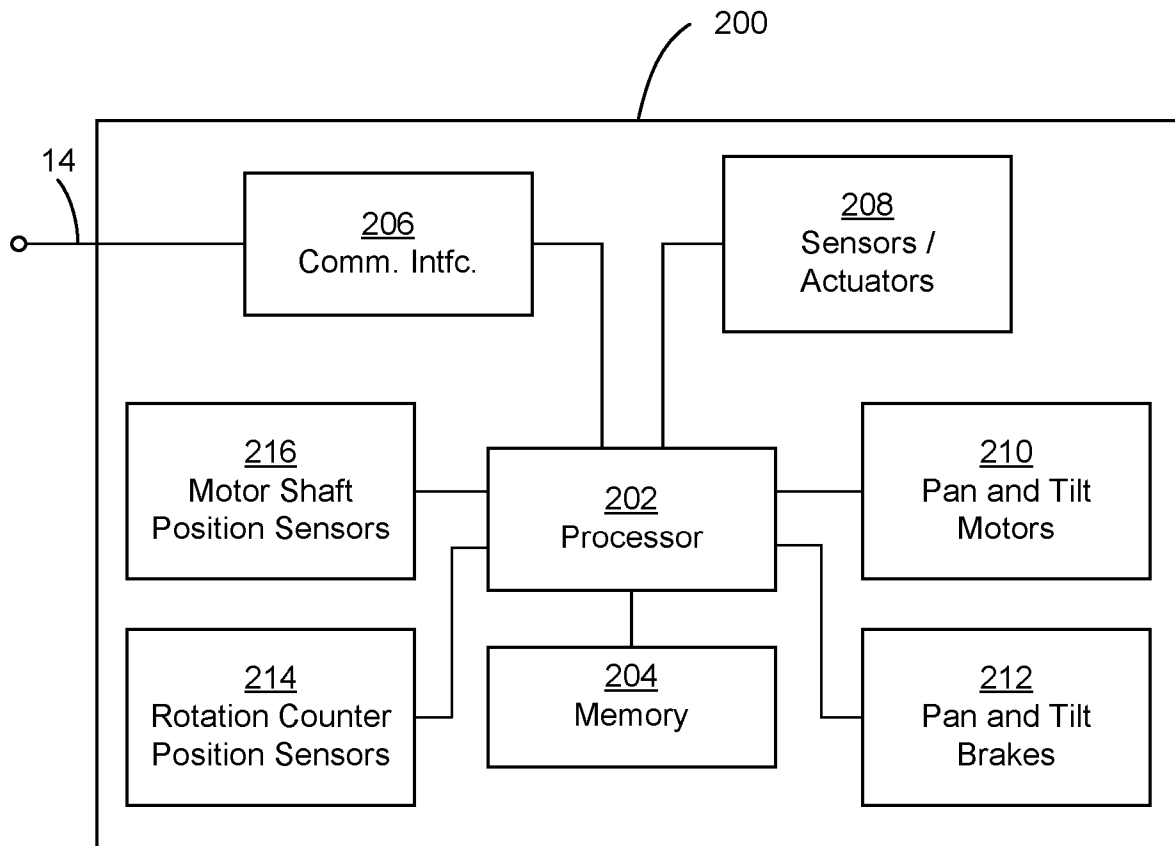 200
14
206
Comm. Intfc.
208
Sensors /
Actuators
216
Motor Shaft
Position Sensors
202
Processor
210
Pan and Tilt
Motors
214
Rotation Counter
Position Sensors
204
Memory
212
Pan and Tilt
Brakes